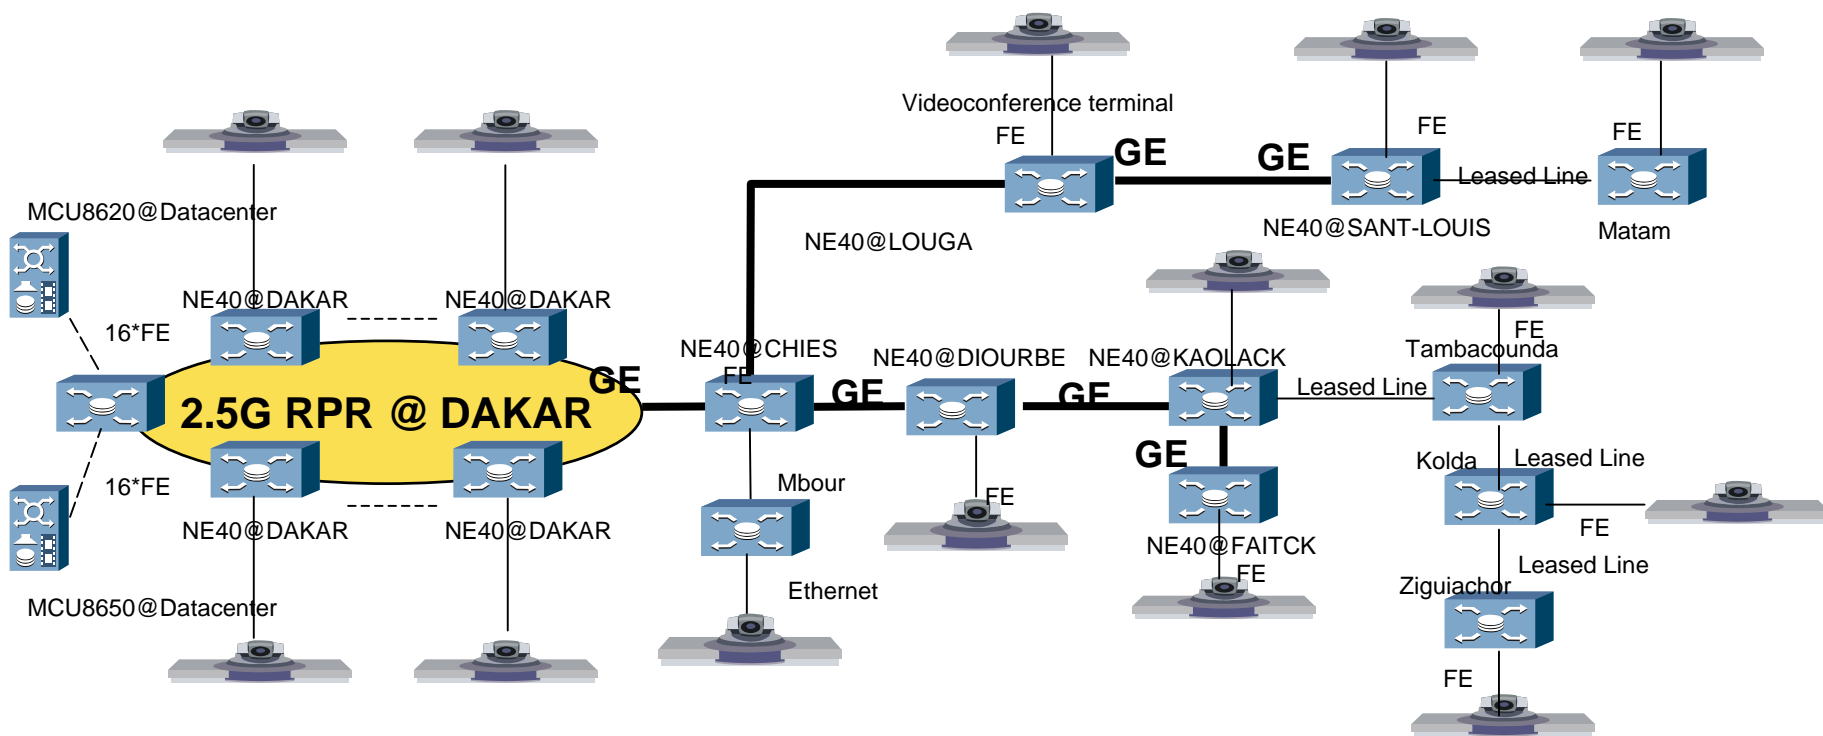 Videoconference terminal
FE
GE
GE
FE
FE
Leased Line
MCU8620@Datacenter
NE40@LOUGA
NE40@SANT-LOUIS
Matam
NE40@DAKAR
NE40@DAKAR
16*FE
NE40@CHIES
FE
NE40@DIOURBE
NE40@KAOLACK
FE
Tambacounda
GE
GE
GE
Leased Line
2.5G RPR @ DAKAR
16*FE
GE
Kolda
Leased Line
Mbour
FE
FE
NE40@DAKAR
NE40@DAKAR
NE40@FAITCK
FE
Leased Line
Ethernet
Ziguiachor
MCU8650@Datacenter
FE